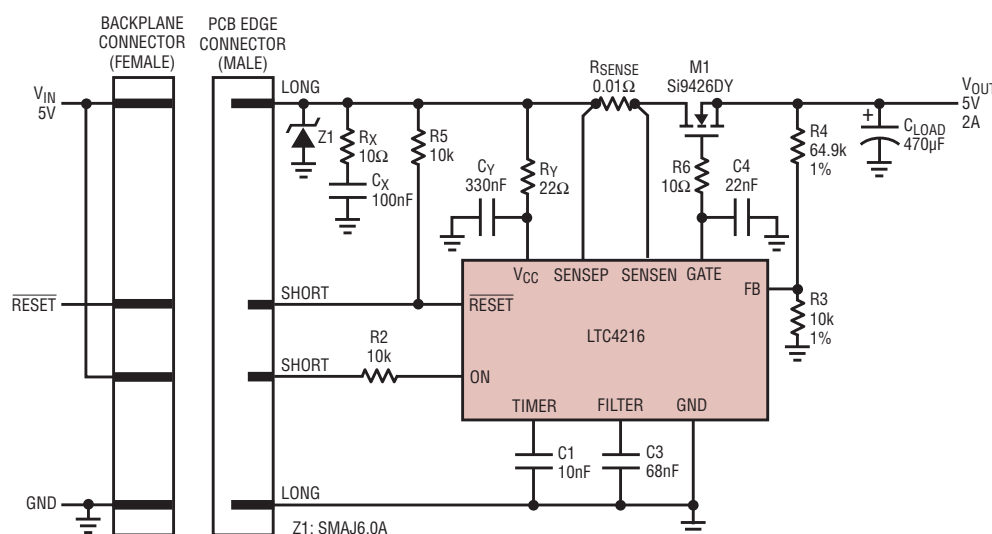 BACKPLANE
CONNECTOR
(FEMALE)
PCB EDGE
CONNECTOR
(MALE)
LONG
VIN
5V
Z1
RX
10Ω
CX
100nF
R5
10k
CY
330nF
RY
22Ω
RSENSE
0.01Ω
M1
Si9426DY
R6
10Ω
C4
22nF
R4
64.9k
1%
CLOAD
470µF
+
VOUT
5V
2A
VCC
SENSEP
SENSEN
GATE
FB
R3
10k
1%
RESET
SHORT
RESET
LTC4216
R2
10k
SHORT
ON
TIMER
FILTER
GND
C1
10nF
C3
68nF
GND
LONG
Z1: SMAJ6.0A